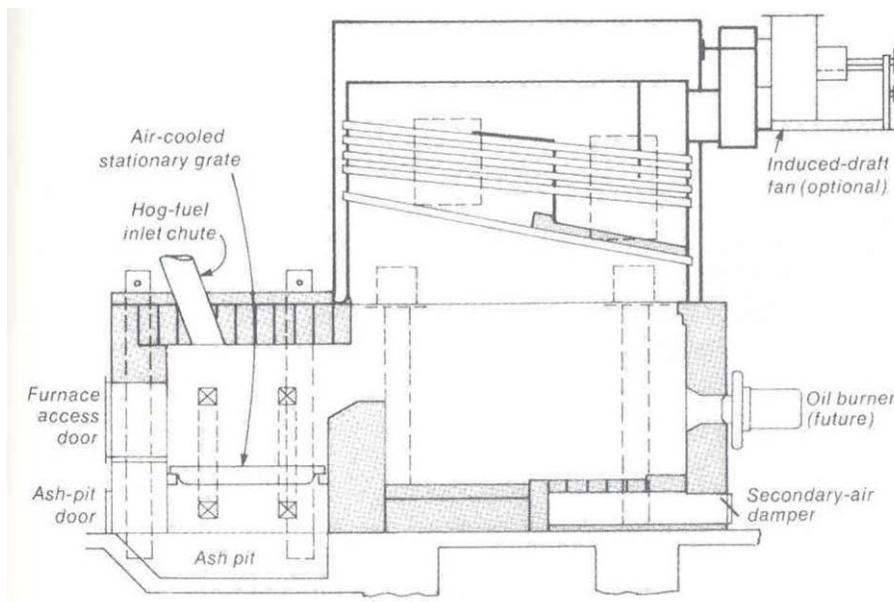 Air-cooled
stationary grate
Hog-fuel
inlet chute
Induced-draft
fan (optional)
Furnace
access
door
Oil burner
(future)
Ash-pit
door
Secondary-air
damper
Ash pit